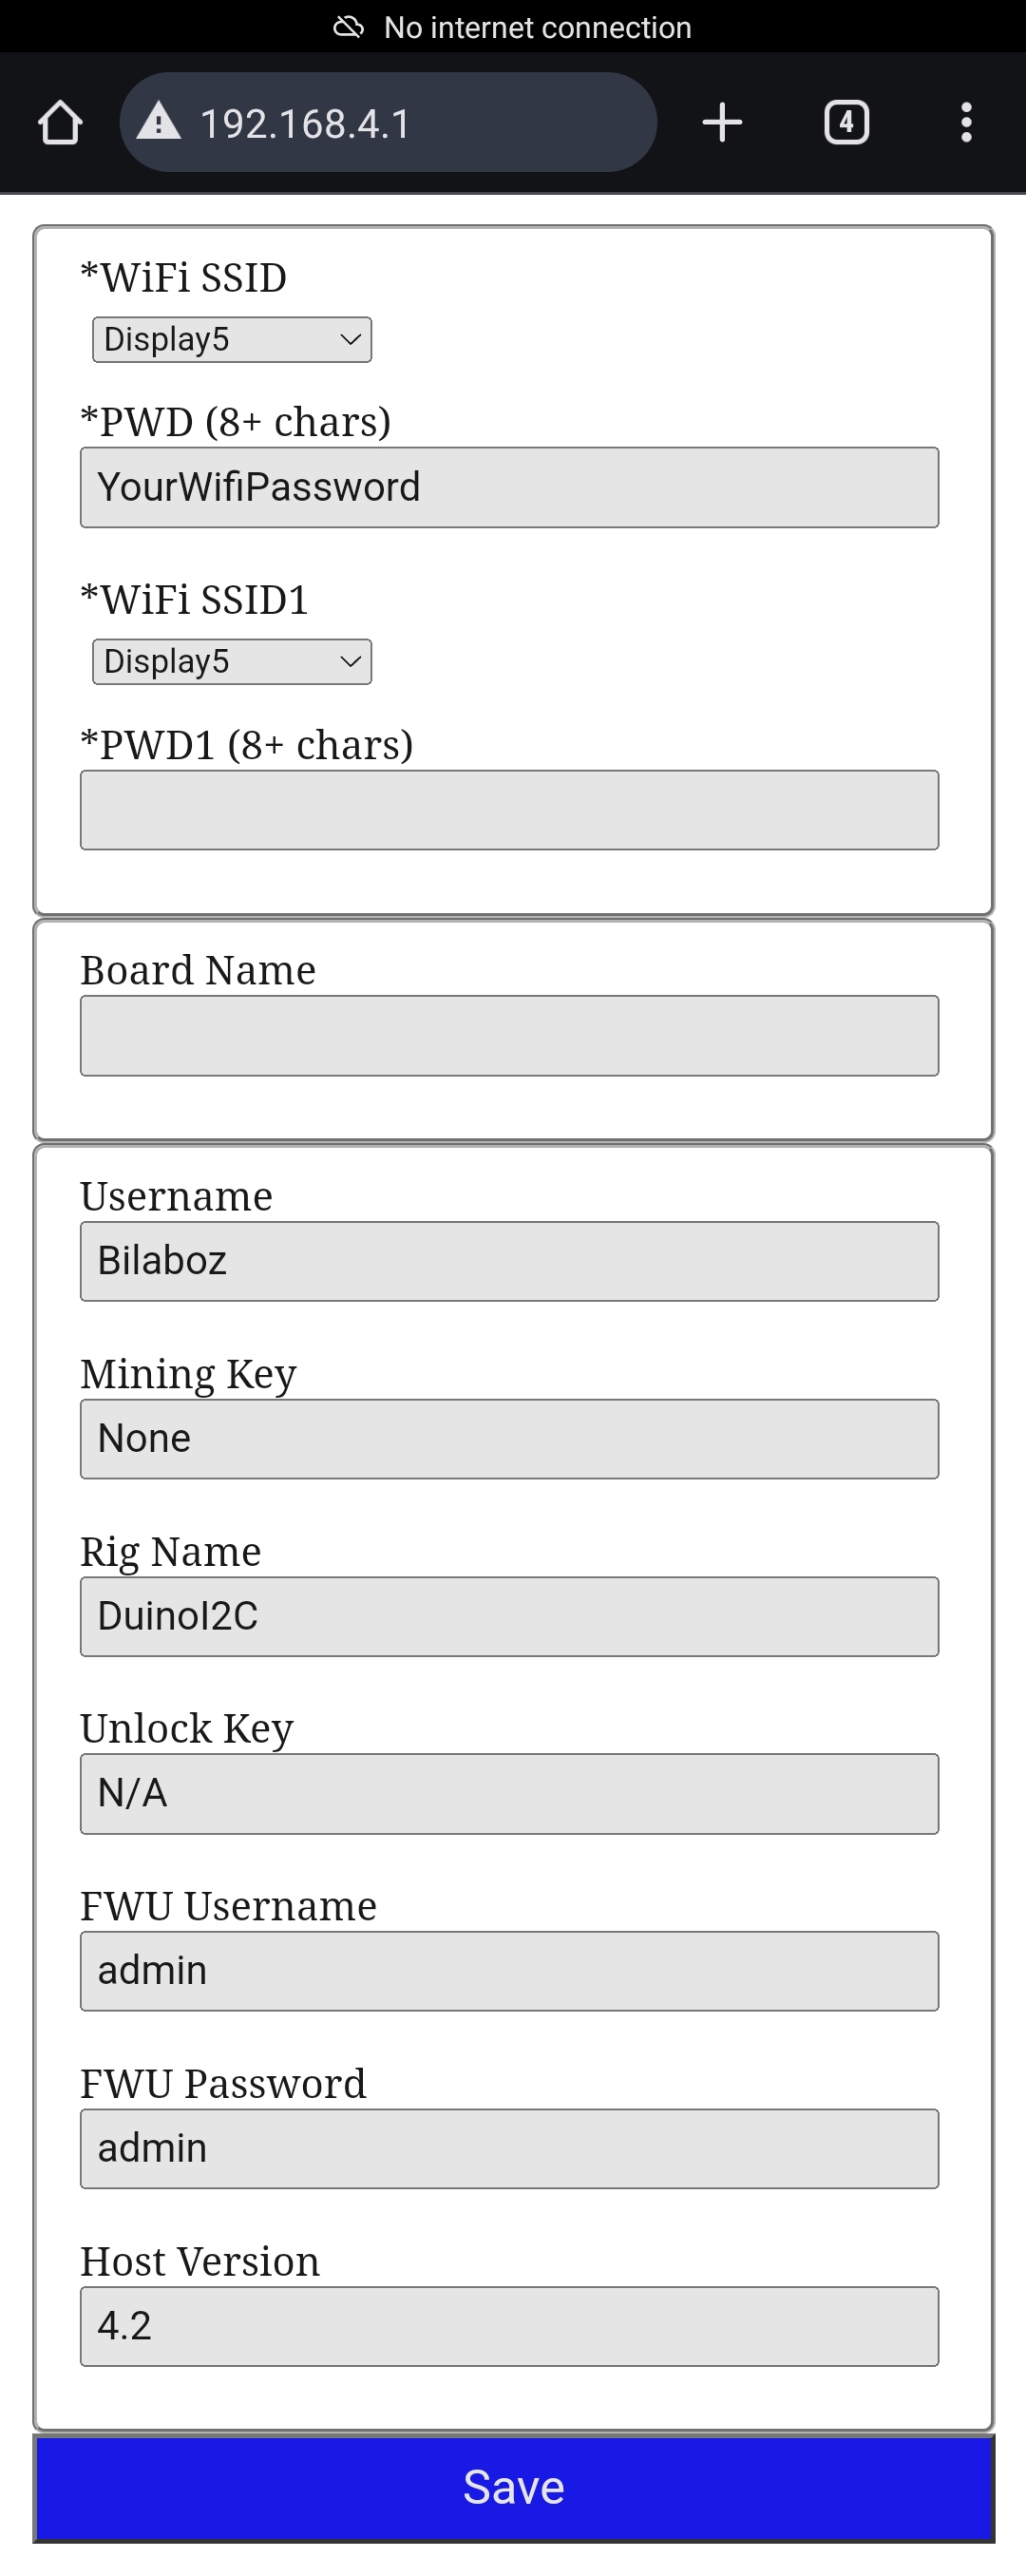 No internet connection
192.168.4.1
4
*WiFi SSID
Display5
*PWD (8+ chars)
YourWifiPassword
*WiFi SSID1
Display5
*PWD1 (8+ chars)
Board Name
Username
Bilaboz
Mining Key
None
Rig Name
DuinoI2C
Unlock Key
N/A
FWU Username
admin
FWU Password
admin
Host Version
4.2
Save